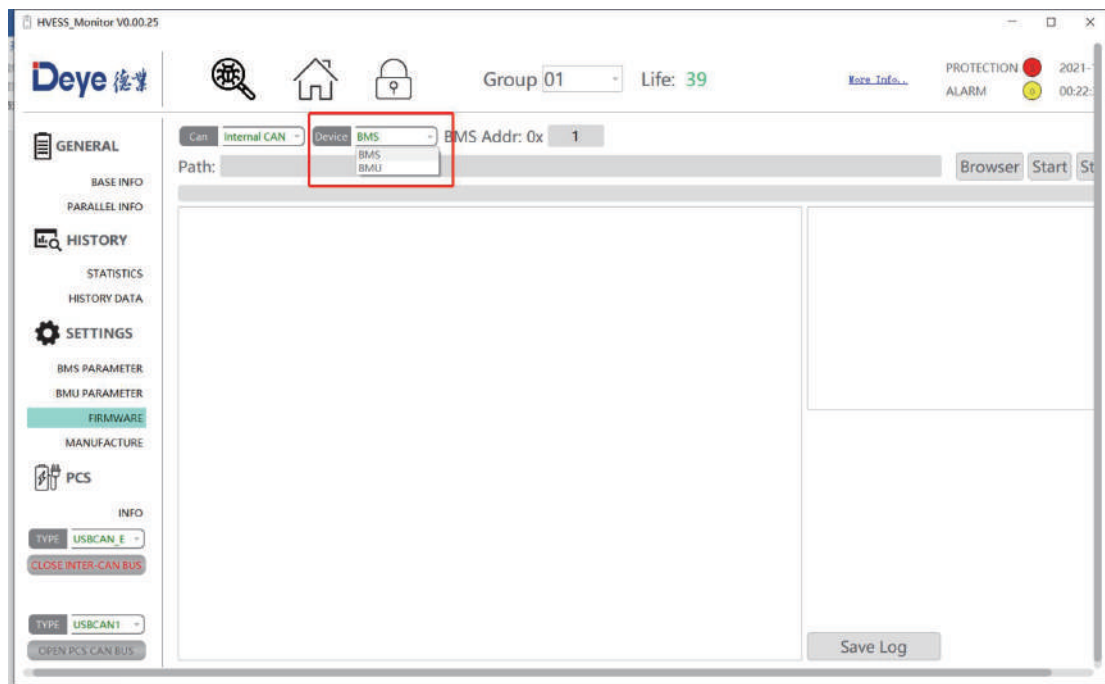 HVESS_Monitor V0.00.25
Deye 德业
Group 01 Life: 39
More Info...
PROTECTION
2021-
ALARM 0
00:22:
GENERAL
BASE INFO
PARALLEL INFO
HISTORY
STATISTICS
HISTORY DATA
SETTINGS
BMS PARAMETER
BMU PARAMETER
FIRMWARE
MANUFACTURE
PCS
INFO
TYPE USBCAN_E
CLOSE INTER-CAN BUS
TYPE USBCAN1
OPEN PCS CAN BUS
Can Internal CAN Device BMS BMS Addr: 0x 1
BMS
BMU
Path: Browser Start St
Save Log